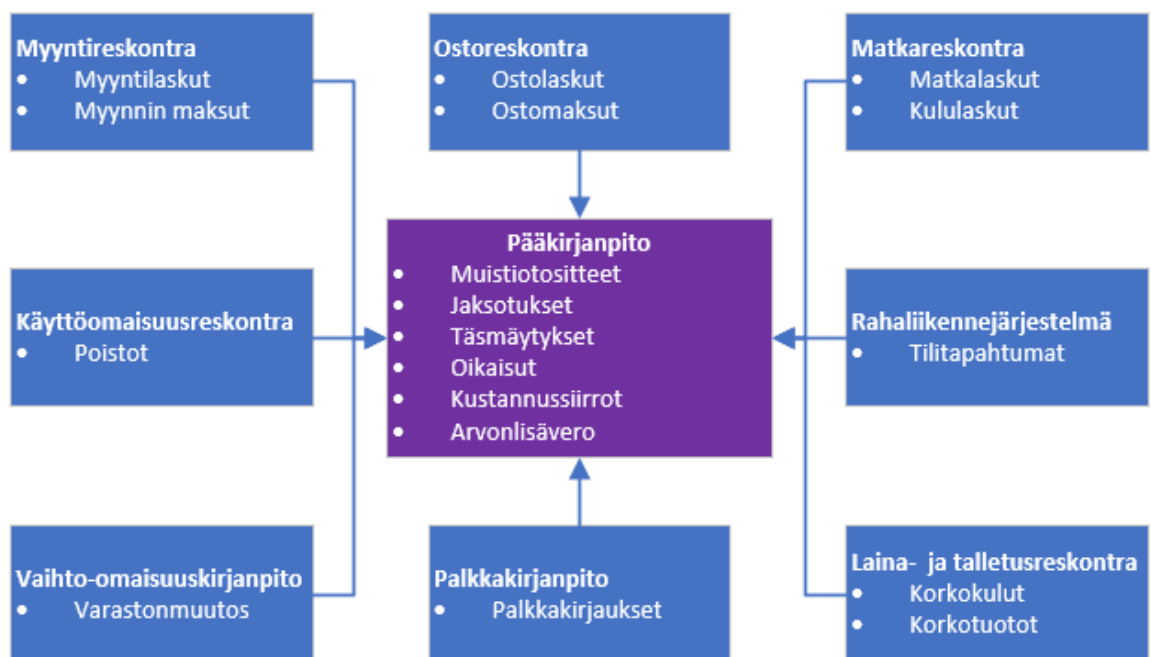 Myyntireskontra
• Myyntilaskut
• Myynnin maksut
Ostoreskontra
• Ostolaskut
• Ostomaksut
Matkareskontra
• Matkalaskut
• Kululaskut
Käyttöomaisuusreskontra
• Poistot
Pääkirjanpito
• Muistiotositteet
• Jaksotukset
• Täsmäytykset
• Oikaisut
• Kustannussiirrot
• Arvonlisävero
Rahaliikennejärjestelmä
• Tilitapahtumat
Vaihto-omaisuuskirjanpito
• Varastonmuutos
Palkkakirjanpito
• Palkkakirjaukset
Laina- ja talletusreskontra
• Korkokulut
• Korkotuotot